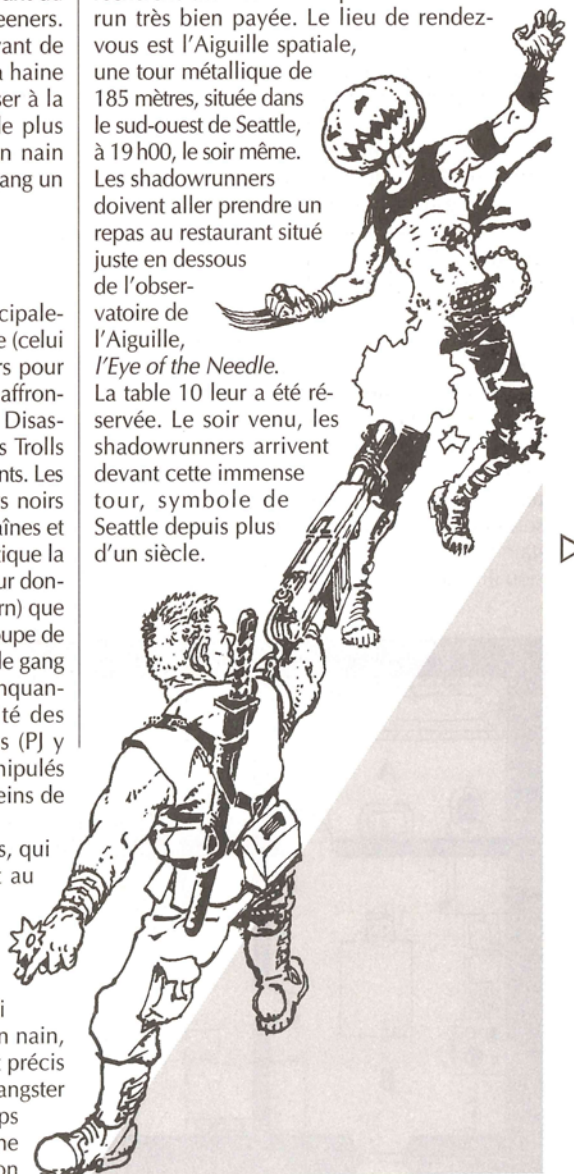 eeners.
ant de
haine
ser à la
le plus
n nain
ang un
cipale-
e (celui
rs pour
affron-
Disas-
s Trolls
nts. Les
s noirs
aînes et
tique la
ur don-
rn) que
oupe de
le gang
nquan-
té des
s (PJ y
nipulés
eins de
s, qui
t au
i
n nain,
t précis
angster
ps
ne
on
run très bien payée. Le lieu de rendez-
vous est l'Aiguille spatiale,
une tour métallique de
185 mètres, située dans
le sud-ouest de Seattle,
à 19 h00, le soir même.
Les shadowrunners
doivent aller prendre un
repas au restaurant situé
juste en dessous
de l'obser-
vatoire de
l'Aiguille,
l'Eye of the Needle.
La table 10 leur a été ré-
servée. Le soir venu, les
shadowrunners arrivent
devant cette immense
tour, symbole de
Seattle depuis plus
d'un siècle.